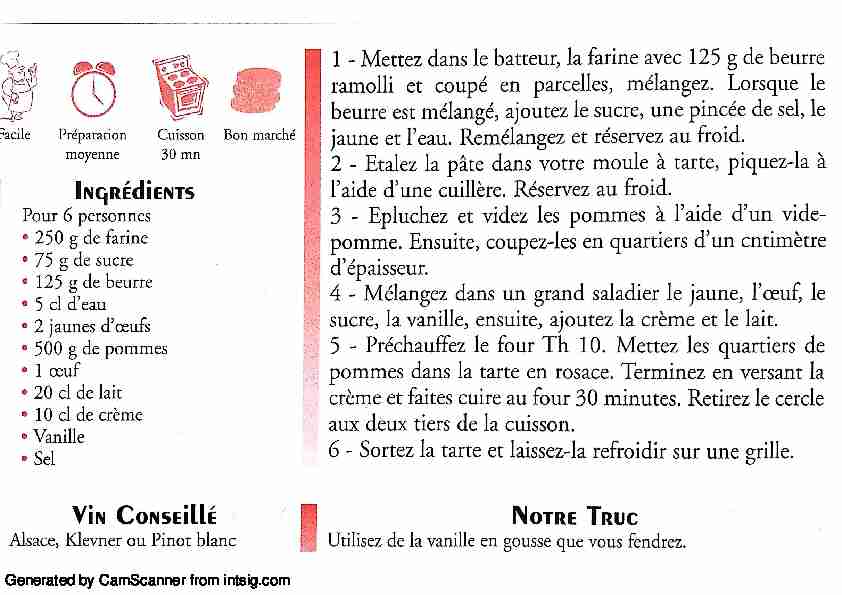 Facile
Préparation
moyenne
Cuisson
30 mn
Bon marché
Ingrédients
Pour 6 personnes
• 250 g de farine
• 75 g de sucre
• 125 g de beurre
• 5 cl d'eau
• 2 jaunes d'œufs
• 500 g de pommes
• 1 œuf
• 20 cl de lait
• 10 cl de crème
• Vanille
• Sel
Vin Conseillé
Alsace, Klevner ou Pinot blanc
1 - Mettez dans le batteur, la farine avec 125 g de beurre
ramolli et coupé en parcelles, mélangez. Lorsque le
beurre est mélangé, ajoutez le sucre, une pincée de sel, le
jaune et l'eau. Remélangez et réservez au froid.
2 - Etalez la pâte dans votre moule à tarte, piquez-la à
l'aide d'une cuillère. Réservez au froid.
3 - Epluchez et videz les pommes à l'aide d'un vide-
pomme. Ensuite, coupez-les en quartiers d'un cntimètre
d'épaisseur.
4 - Mélangez dans un grand saladier le jaune, l'œuf, le
sucre, la vanille, ensuite, ajoutez la crème et le lait.
5 - Préchauffez le four Th 10. Mettez les quartiers de
pommes dans la tarte en rosace. Terminez en versant la
crème et faites cuire au four 30 minutes. Retirez le cercle
aux deux tiers de la cuisson.
6 - Sortez la tarte et laissez-la refroidir sur une grille.
Notre Truc
Utilisez de la vanille en gousse que vous fendrez.
Generated by CamScanner from intsig.com